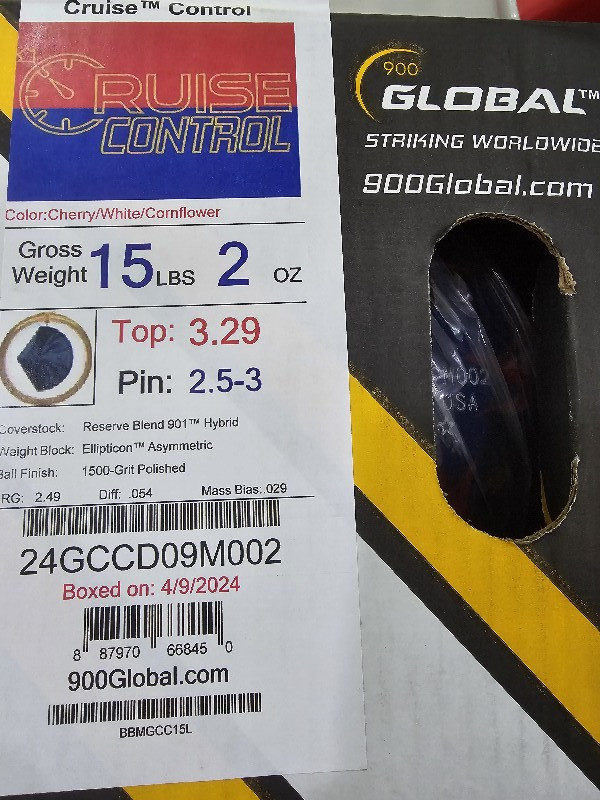 Cruise™ Control
CRUISE
CONTROL
Color:Cherry/White/Cornflower
Gross Weight 15 LBS 2 OZ
Top: 3.29
Pin: 2.5-3
Coverstock: Reserve Blend 901™ Hybrid
Weight Block: Ellipticon™ Asymmetric
Ball Finish: 1500-Grit Polished
RG: 2.49 Diff: .054 Mass Bias:.029
24GCCD09M002
Boxed on: 4/9/2024
8 87970 66845 0
900Global.com
BBMGCC15L
900
GLOBAL™
STRIKING WORLDWIDE
900Global.com
M002
USA